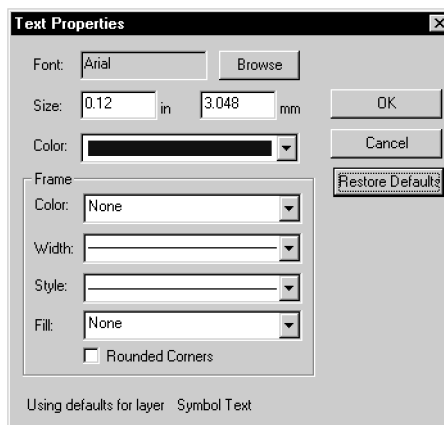 Text Properties
Font: Arial Browse
Size: 0.12 in 3.048 mm OK
Color: Cancel
Restore Defaults
Frame
Color: None
Width:
Style:
Fill: None
Rounded Corners
Using defaults for layer Symbol Text